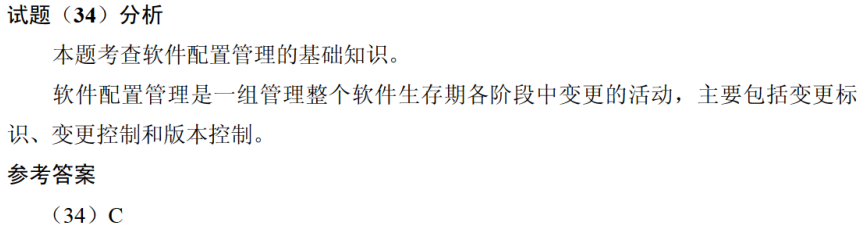 试题（34）分析
本题考查软件配置管理的基础知识。
软件配置管理是一组管理整个软件生存期各阶段中变更的活动，主要包括变更标
识、变更控制和版本控制。
参考答案
（34）C